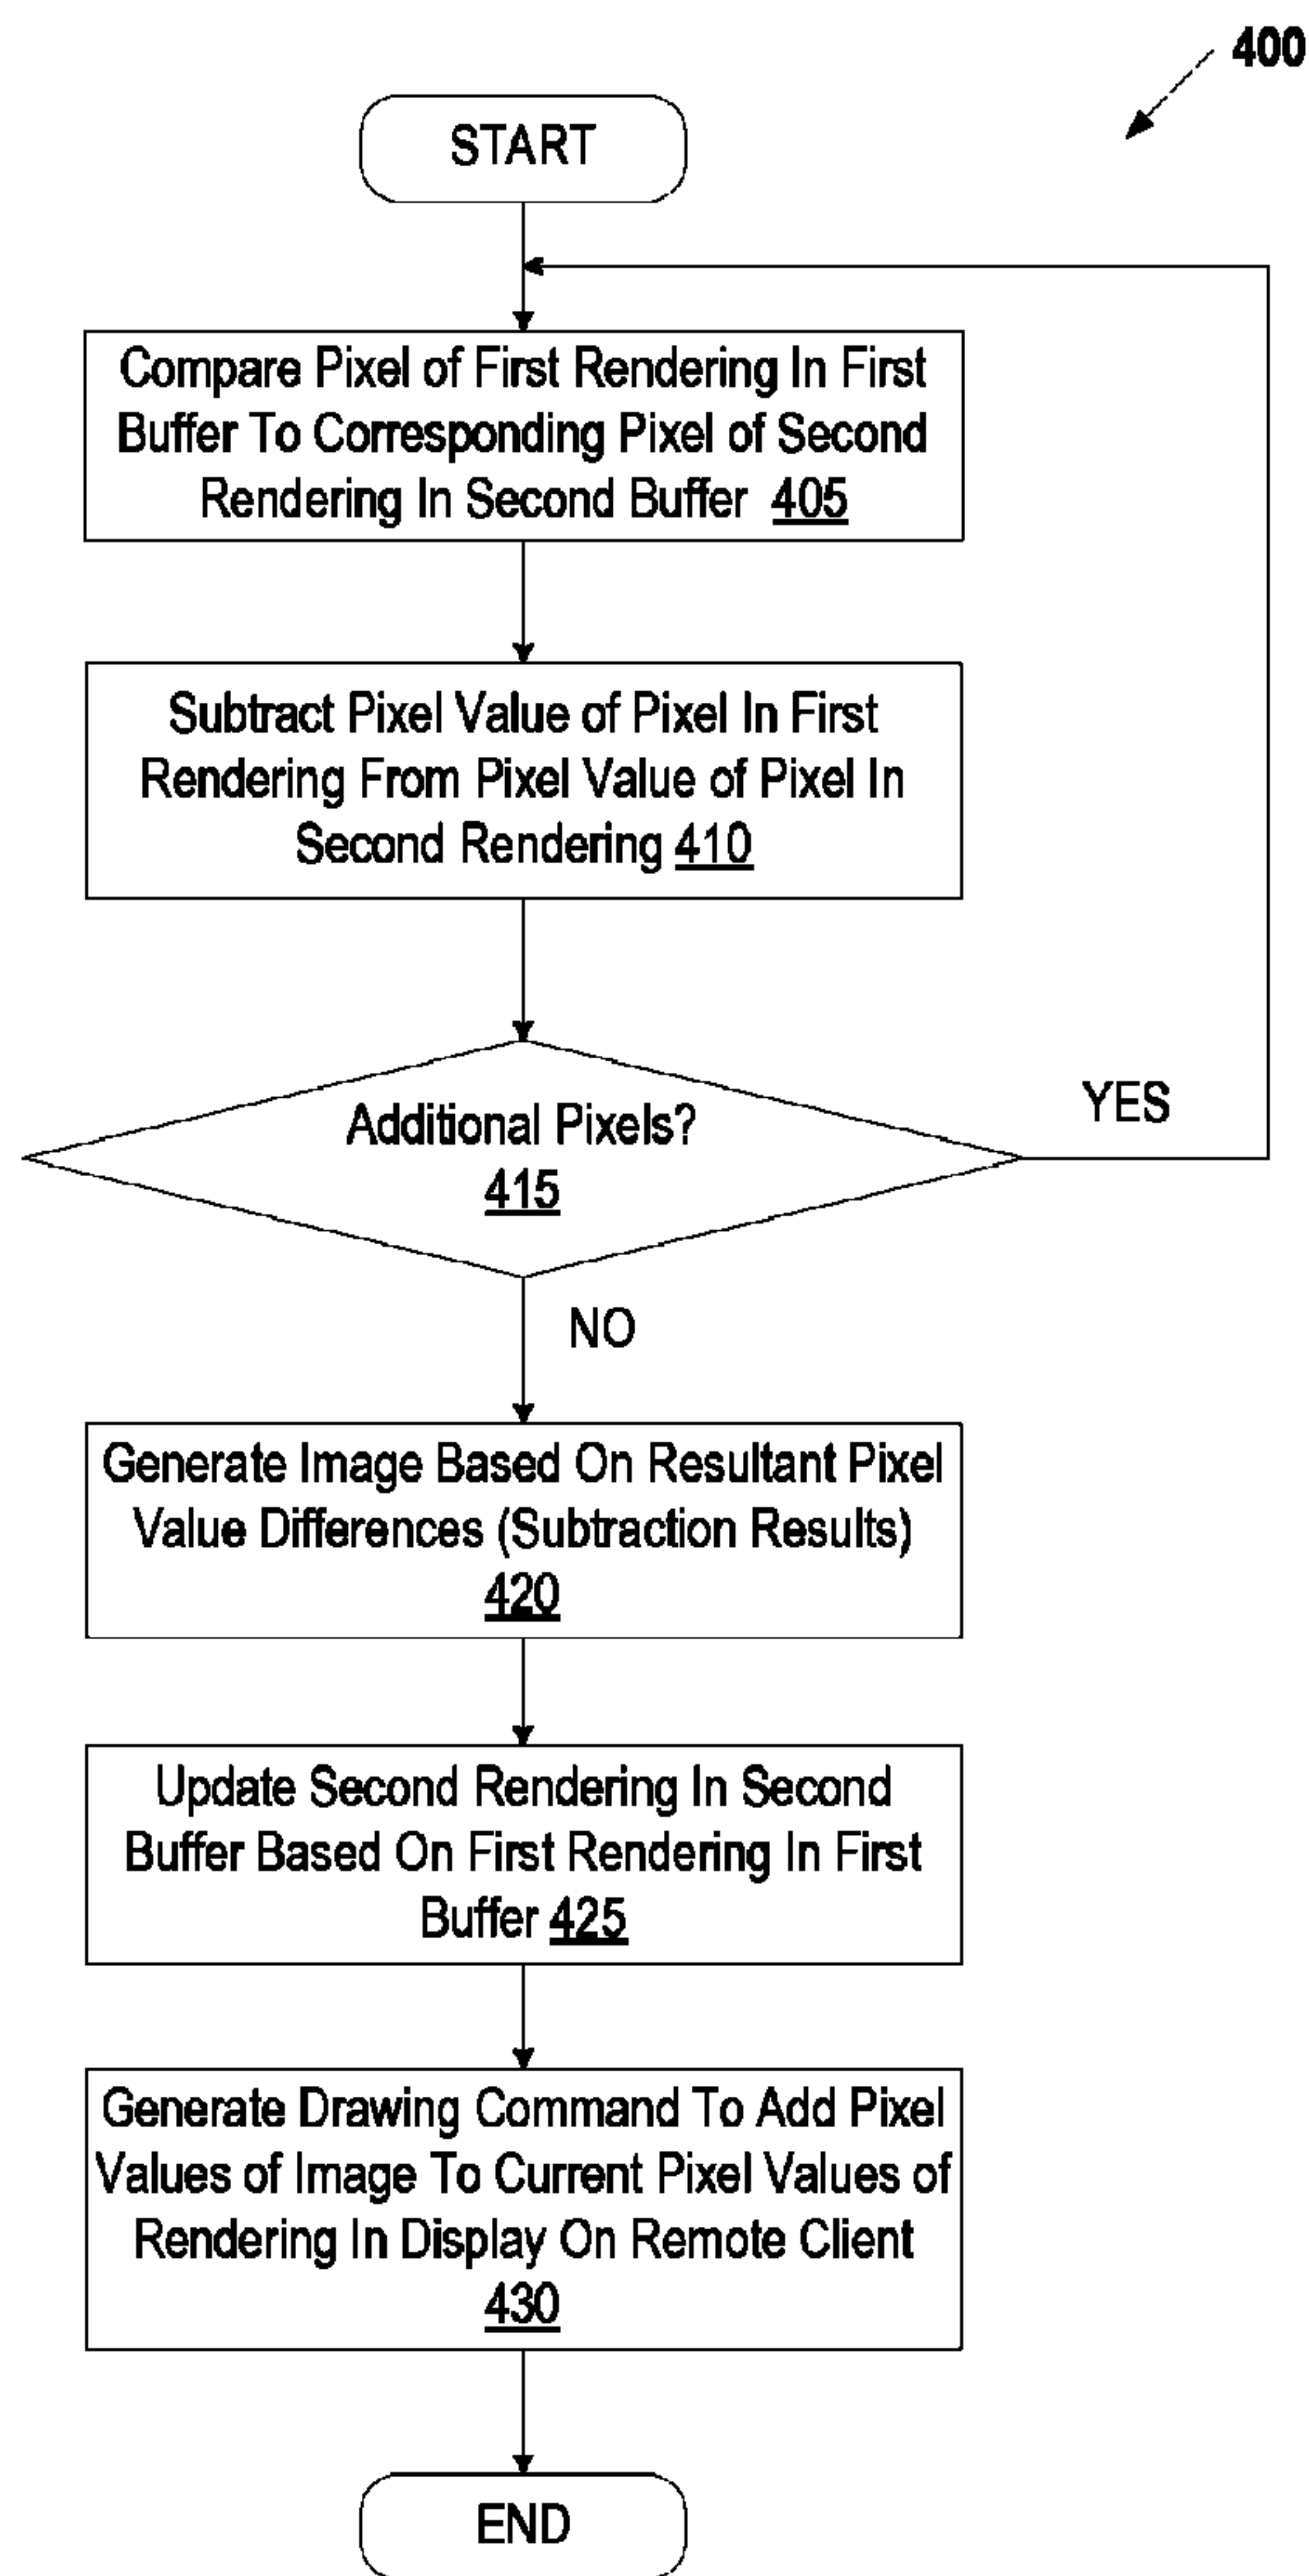 400
START
Compare Pixel of First Rendering In First
Buffer To Corresponding Pixel of Second
Rendering In Second Buffer 405
Subtract Pixel Value of Pixel In First
Rendering From Pixel Value of Pixel In
Second Rendering 410
Additional Pixels?
415
YES
NO
Generate Image Based On Resultant Pixel
Value Differences (Subtraction Results)
420
Update Second Rendering In Second
Buffer Based On First Rendering In First
Buffer 425
Generate Drawing Command To Add Pixel
Values of Image To Current Pixel Values of
Rendering In Display On Remote Client
430
END